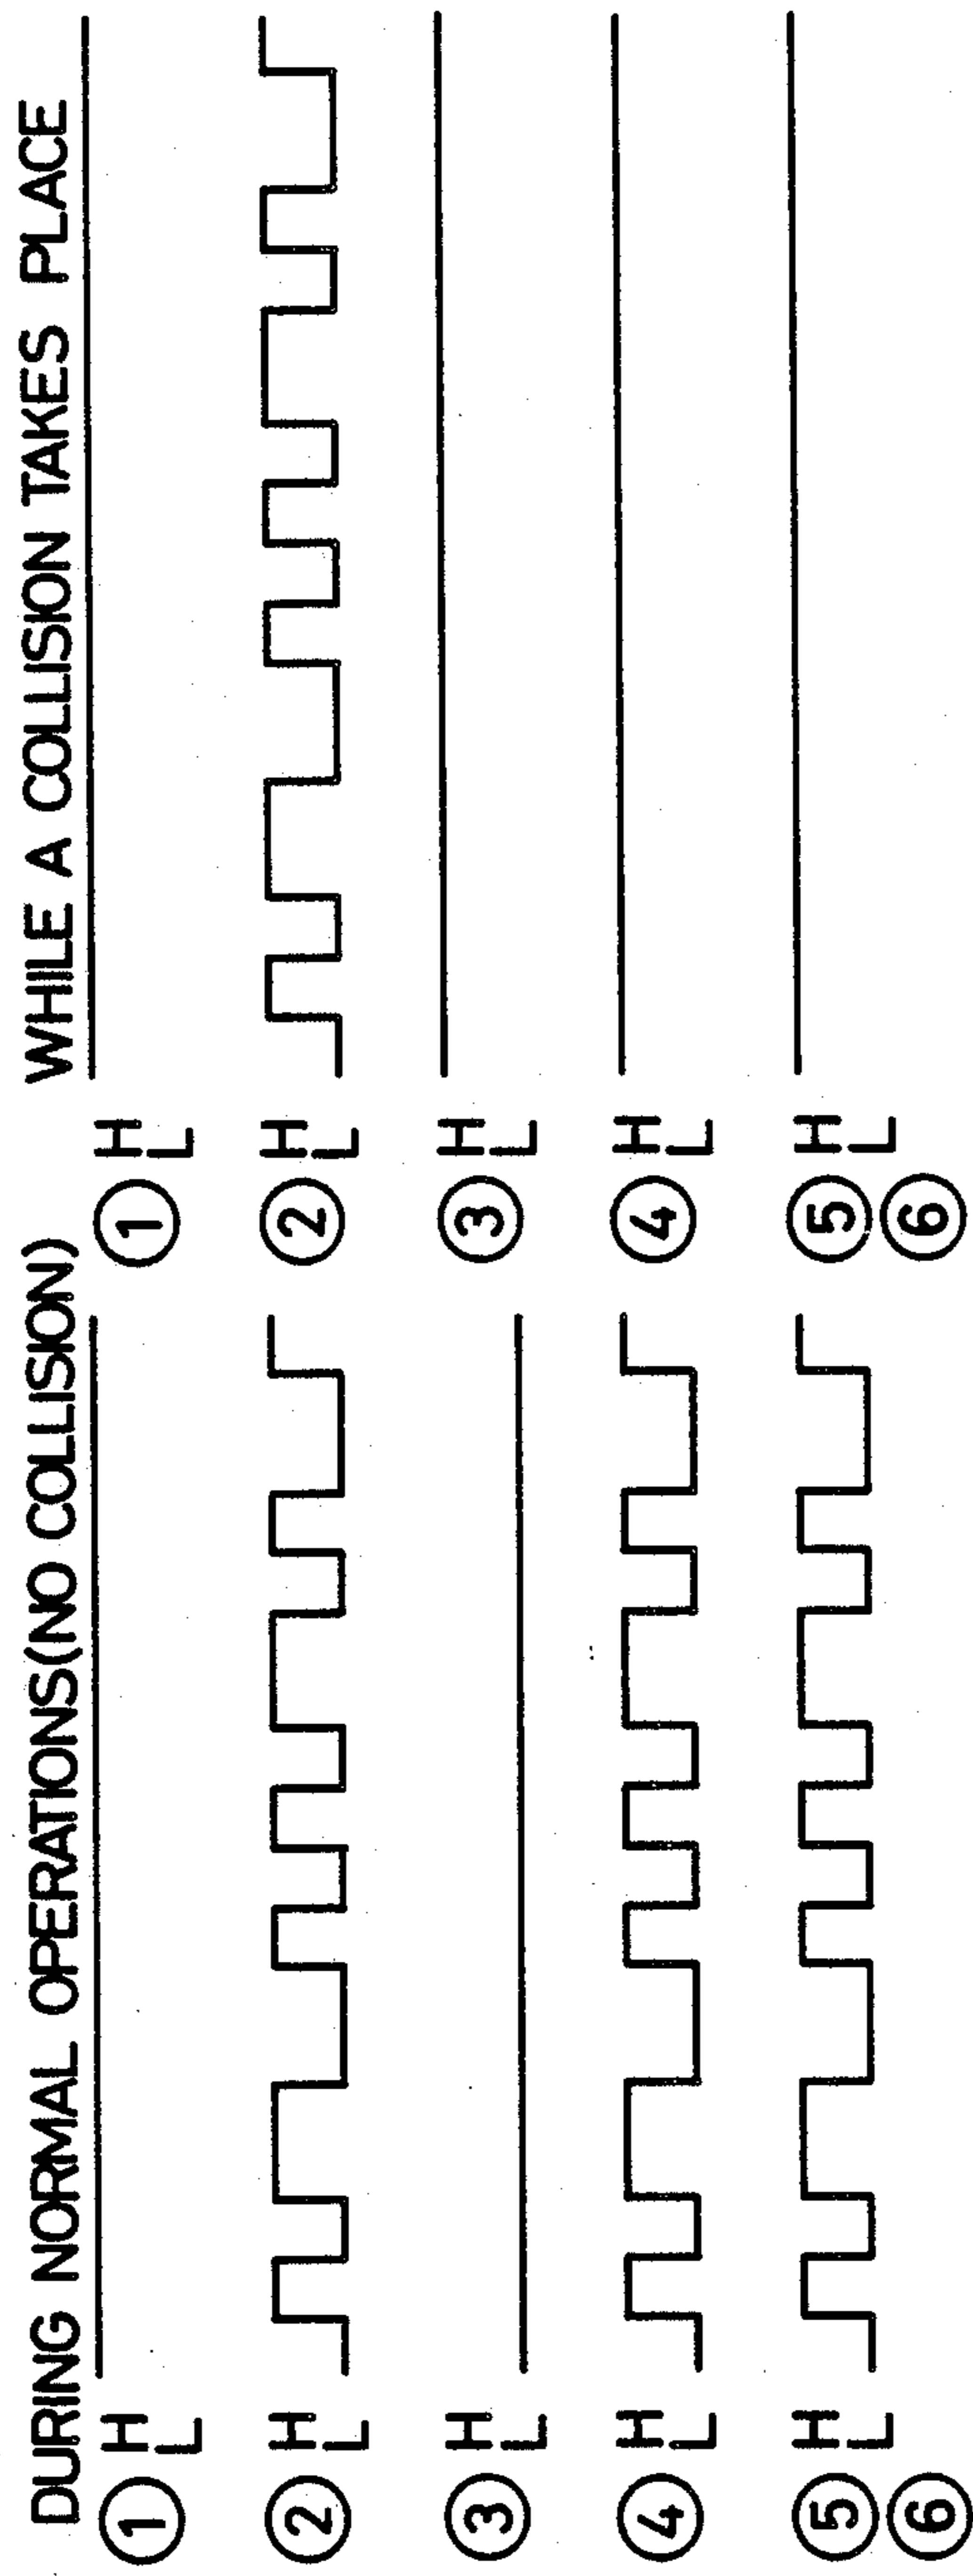 DURING NORMAL OPERATIONS(NO COLLISION)
① H L
② H L
③ H L
④ H L
⑤ H L
⑥
WHILE A COLLISION TAKES PLACE
① H L
② H L
③ H L
④ H L
⑤ H L
⑥